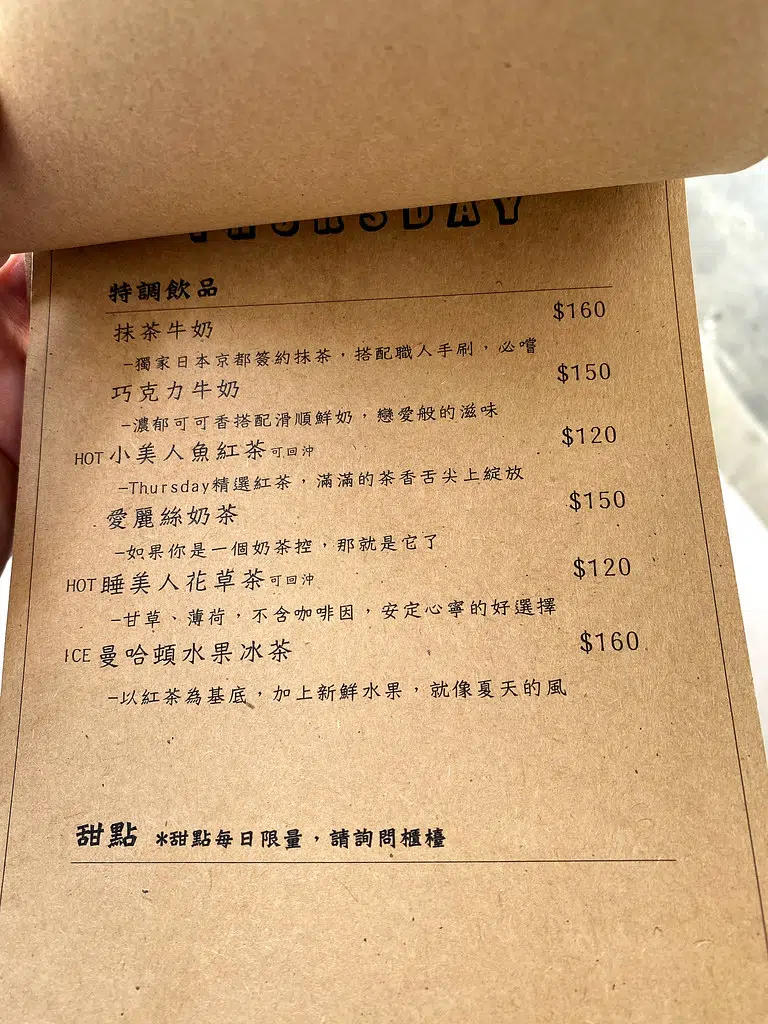 THURSDAY
特調飲品
抹茶牛奶 $160
—獨家日本京都簽約抹茶，搭配職人手刷，必嚐
巧克力牛奶 $150
—濃郁可可香搭配滑順鮮奶，戀愛般的滋味
HOT 小美人魚紅茶 可回沖 $120
—Thursday精選紅茶，滿滿的茶香舌尖上綻放
愛麗絲奶茶 $150
—如果你是一個奶茶控，那就是它了
HOT 睡美人花草茶 可回沖 $120
—甘草、薄荷，不含咖啡因，安定心寧的好選擇
ICE 曼哈頓水果冰茶 $160
—以紅茶為基底，加上新鮮水果，就像夏天的風
甜點 *甜點每日限量，請詢問櫃檯